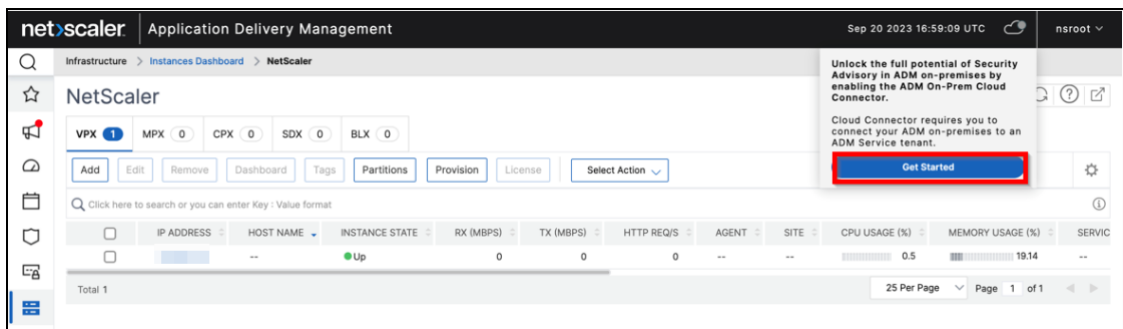 net>scaler. Application Delivery Management Sep 20 2023 16:59:09 UTC nsroot
Infrastructure > Instances Dashboard > NetScaler
Unlock the full potential of Security
Advisory in ADM on-premises by
enabling the ADM On-Prem Cloud
Connector.
Cloud Connector requires you to
connect your ADM on-premises to an
ADM Service tenant.
Get Started
NetScaler
VPX 1 MPX 0 CPX 0 SDX 0 BLX 0
Add Edit Remove Dashboard Tags Partitions Provision License Select Action
Click here to search or you can enter Key : Value format
IP ADDRESS HOST NAME INSTANCE STATE RX (MBPS) TX (MBPS) HTTP REQ/S AGENT SITE CPU USAGE (%) MEMORY USAGE (%) SERVIC
-- Up 0 0 0 -- -- 0.5 19.14 --
Total 1 25 Per Page Page 1 of 1